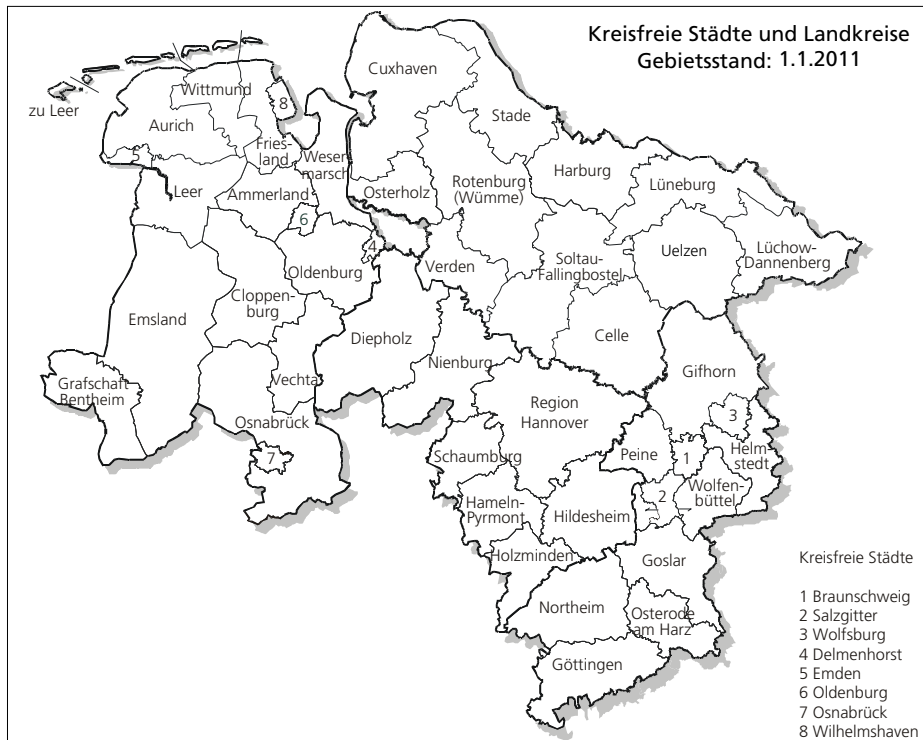 Kreisfreie Städte und Landkreise
Gebietsstand: 1.1.2011
Cuxhaven
Wittmund
zu Leer
8
Stade
Aurich
Fries-
land
Weser-
marsch
Harburg
5
Leer
Ammerland
Osterholz
Rotenburg
(Wümme)
Lüneburg
6
4
Uelzen
Lüchow-
Dannenberg
Oldenburg
Verden
Soltau-
Fallingbostel
Cloppen-
burg
Emsland
Diepholz
Celle
Nienburg
Gifhorn
Grafschaft
Bentheim
Vechta
Region
Hannover
3
Osnabrück
7
Schaumburg
Peine
1
Helm-
stedt
2
Wolfen-
büttel
Hameln-
Pyrmont
Hildesheim
Holzminden
Goslar
Northeim
Osterode
am Harz
Göttingen
Kreisfreie Städte
1 Braunschweig
2 Salzgitter
3 Wolfsburg
4 Delmenhorst
5 Emden
6 Oldenburg
7 Osnabrück
8 Wilhelmshaven